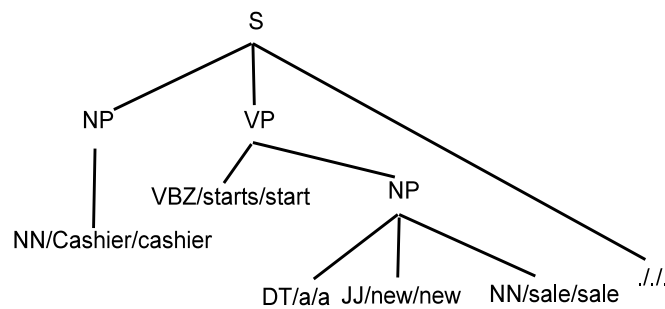 S
NP VP
VBZ/starts/start NP
NN/Cashier/cashier
DT/a/a JJ/new/new NN/sale/sale ././.